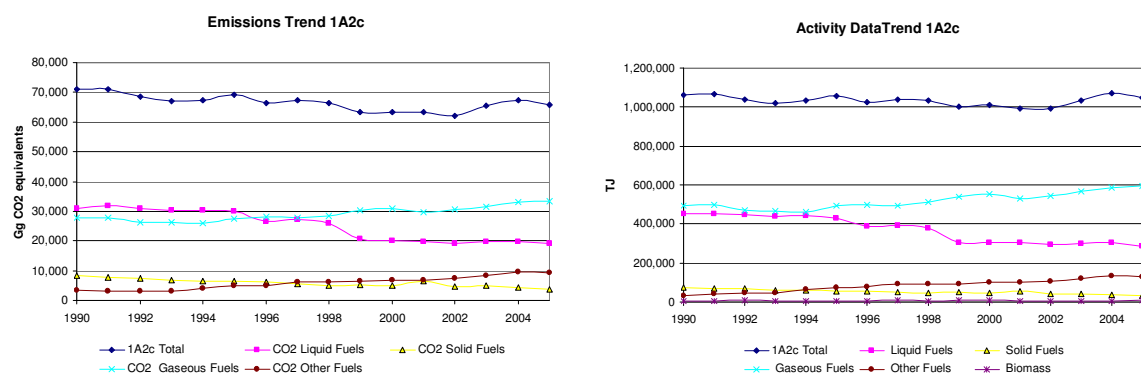 Emissions Trend 1A2c
Gg CO2 equivalents
80,000
70,000
60,000
50,000
40,000
30,000
20,000
10,000
0
1990 1992 1994 1996 1998 2000 2002 2004
1A2c Total CO2 Liquid Fuels CO2 Solid Fuels
CO2 Gaseous Fuels CO2 Other Fuels
Activity DataTrend 1A2c
TJ
1,200,000
1,000,000
800,000
600,000
400,000
200,000
0
1990 1992 1994 1996 1998 2000 2002 2004
1A2c Total Liquid Fuels Solid Fuels
Gaseous Fuels Other Fuels Biomass